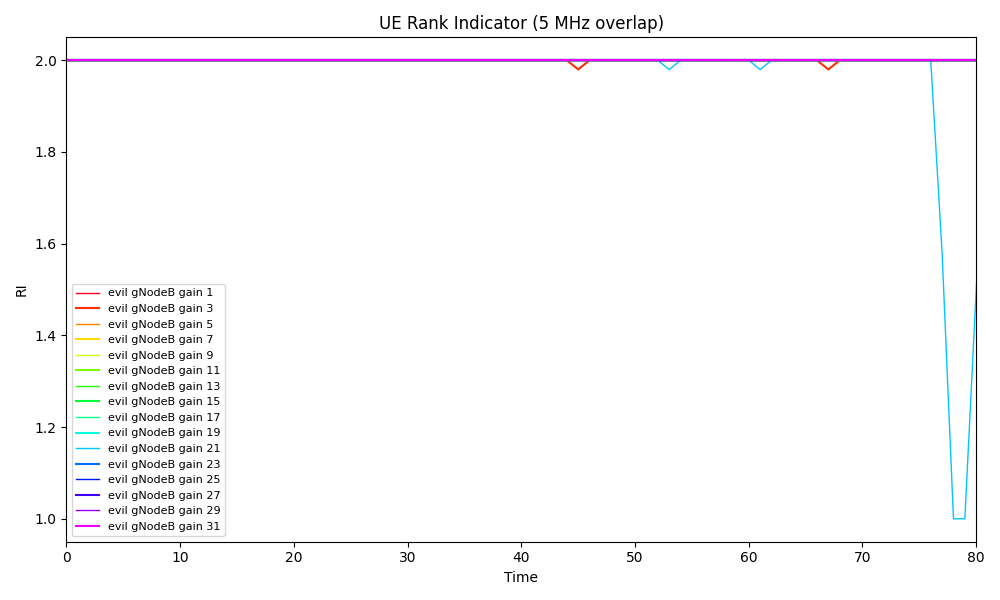 UE Rank Indicator (5 MHz overlap)
RI
2.0
1.8
1.6
1.4
1.2
1.0
evil gNodeB gain 1
evil gNodeB gain 3
evil gNodeB gain 5
evil gNodeB gain 7
evil gNodeB gain 9
evil gNodeB gain 11
evil gNodeB gain 13
evil gNodeB gain 15
evil gNodeB gain 17
evil gNodeB gain 19
evil gNodeB gain 21
evil gNodeB gain 23
evil gNodeB gain 25
evil gNodeB gain 27
evil gNodeB gain 29
evil gNodeB gain 31
0 10 20 30 40 50 60 70 80
Time